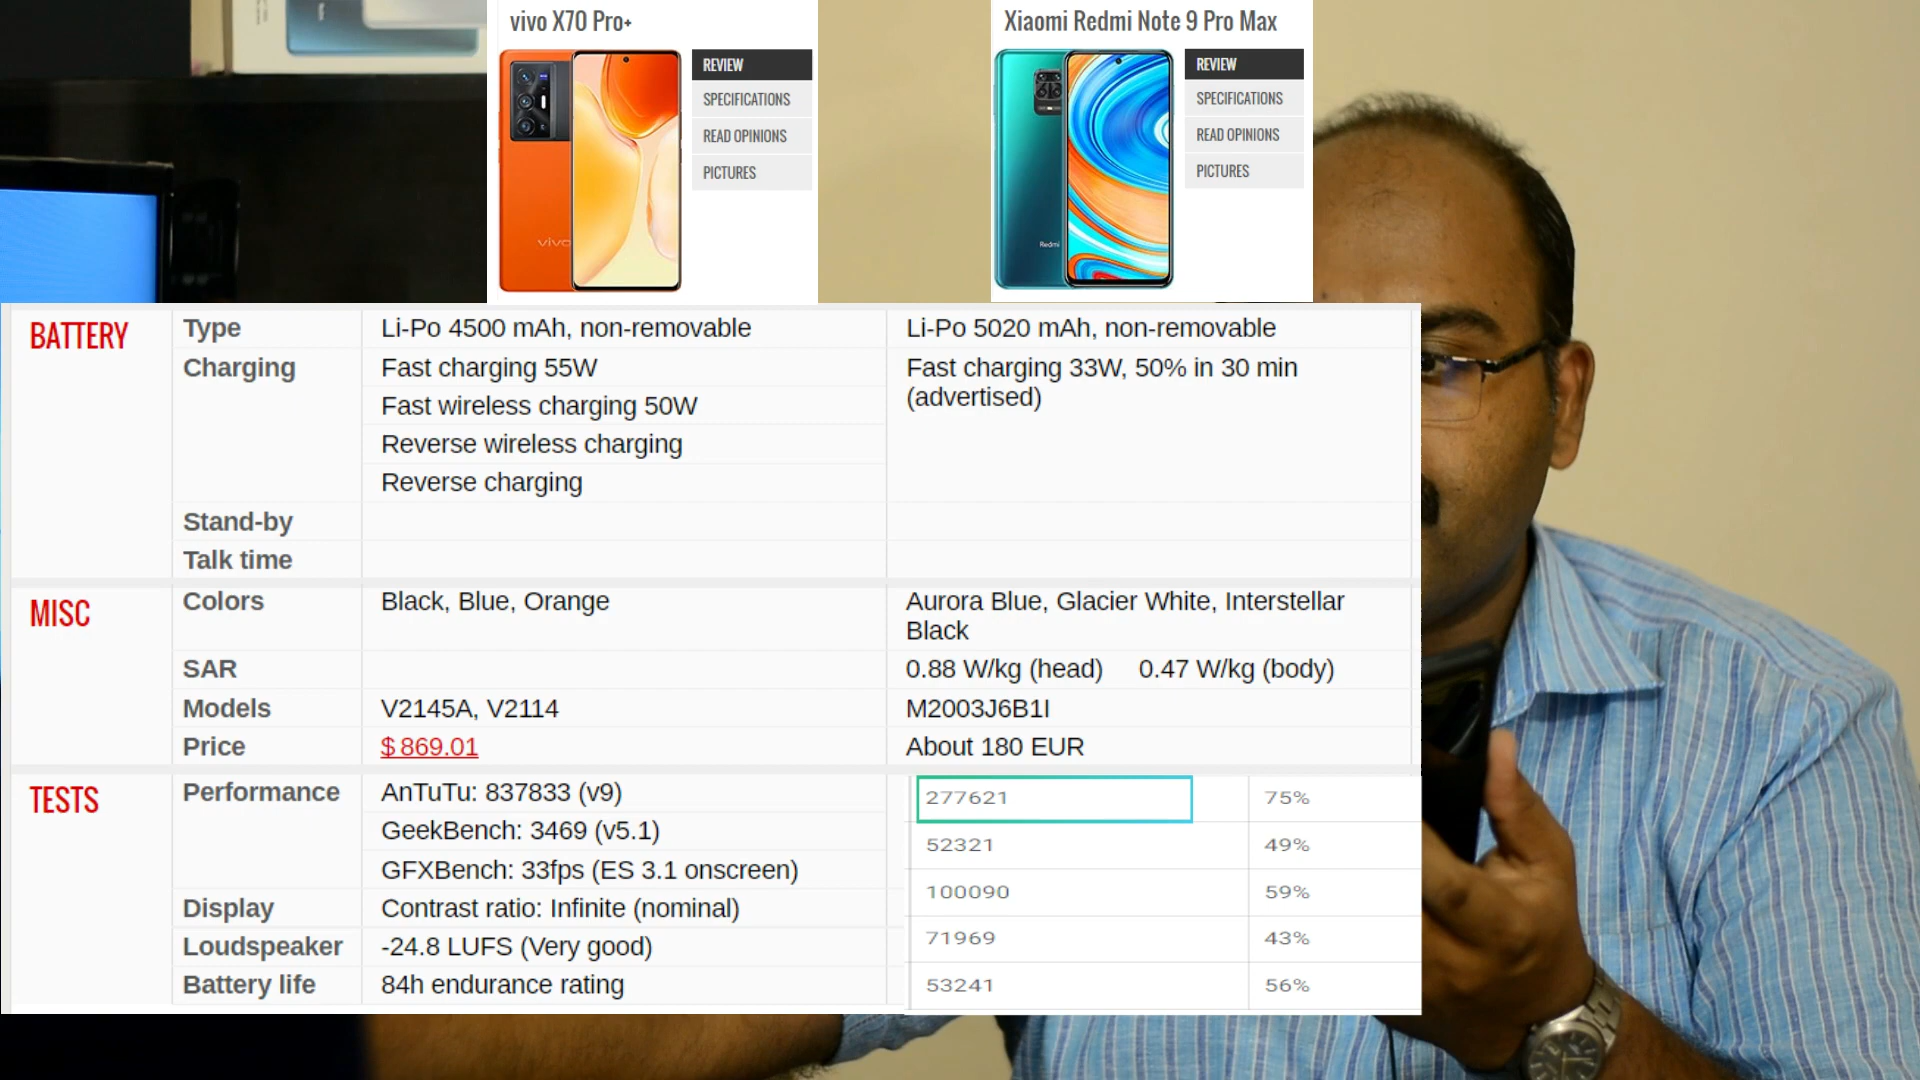 vivo X70 Pro+
REVIEW
SPECIFICATIONS
READ OPINIONS
PICTURES
vivo
Xiaomi Redmi Note 9 Pro Max
REVIEW
SPECIFICATIONS
READ OPINIONS
PICTURES
Redmi
BATTERY
Type
Li-Po 4500 mAh, non-removable
Li-Po 5020 mAh, non-removable
Charging
Fast charging 55W
Fast charging 33W, 50% in 30 min
(advertised)
Fast wireless charging 50W
Reverse wireless charging
Reverse charging
Stand-by
Talk time
MISC
Colors
Black, Blue, Orange
Aurora Blue, Glacier White, Interstellar
Black
SAR
0.88 W/kg (head) 0.47 W/kg (body)
Models
V2145A, V2114
M2003J6B1I
Price
$ 869.01
About 180 EUR
TESTS
Performance
AnTuTu: 837833 (v9)
277621 75%
GeekBench: 3469 (v5.1)
52321 49%
GFXBench: 33fps (ES 3.1 onscreen)
100090 59%
Display
Contrast ratio: Infinite (nominal)
71969 43%
Loudspeaker
-24.8 LUFS (Very good)
Battery life
84h endurance rating
53241 56%